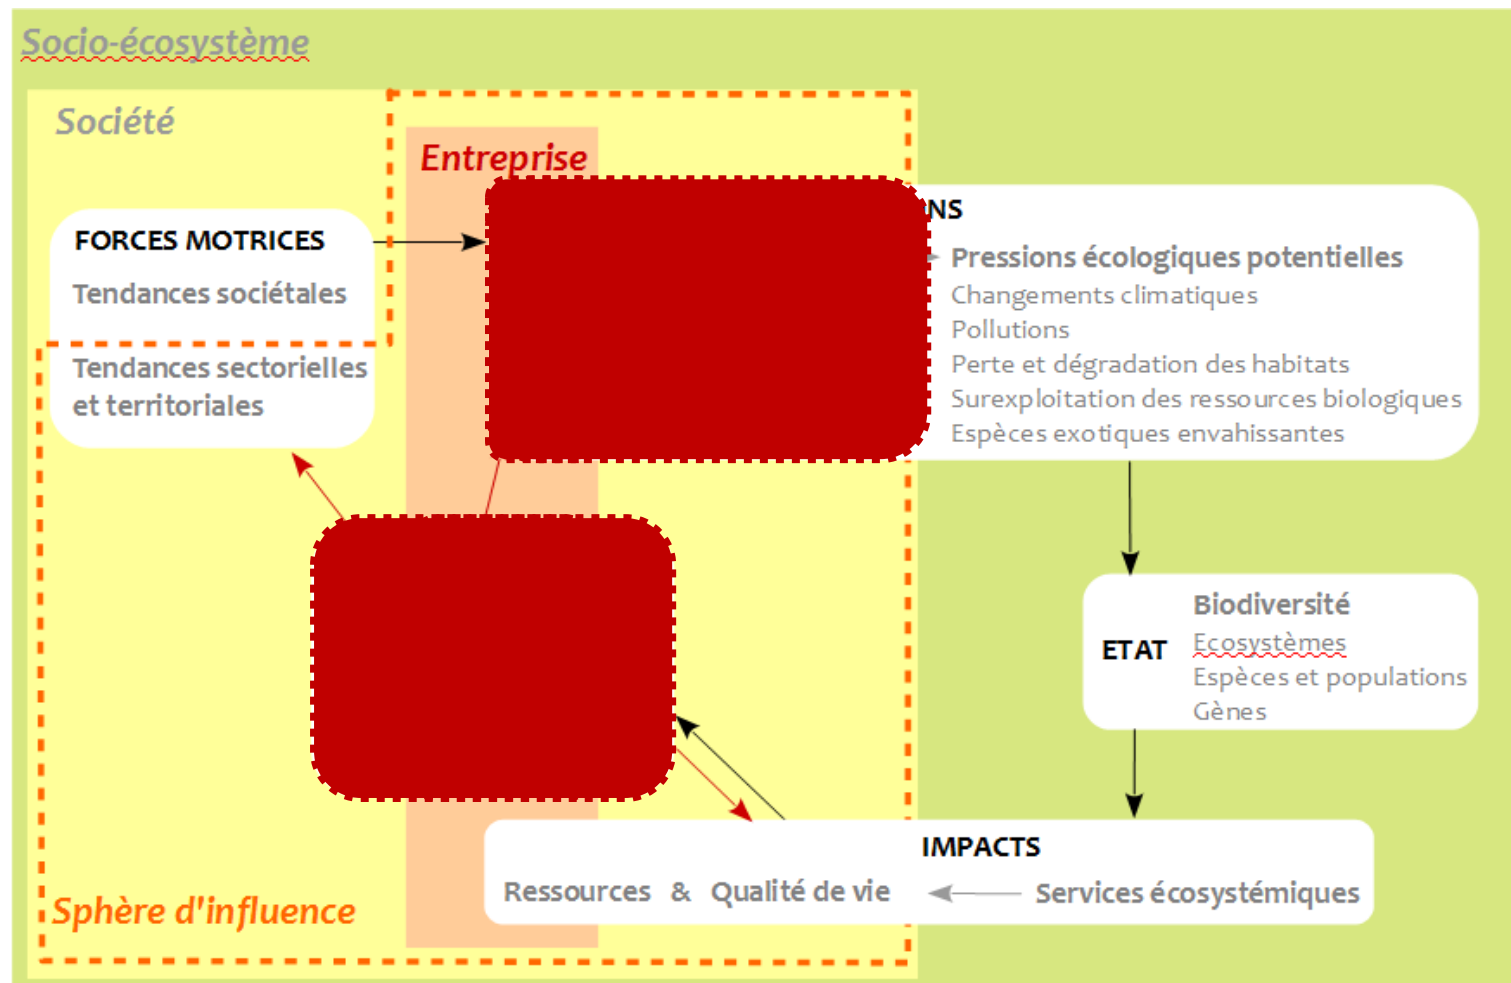 Socio-écosystème
Société
Entreprise
FORCES MOTRICES
Tendances sociétales
Tendances sectorielles
et territoriales
NS
Pressions écologiques potentielles
Changements climatiques
Pollutions
Perte et dégradation des habitats
Surexploitation des ressources biologiques
Espèces exotiques envahissantes
ETAT
Biodiversité
Ecosystèmes
Espèces et populations
Gènes
IMPACTS
Ressources & Qualité de vie
Services écosystémiques
Sphère d'influence